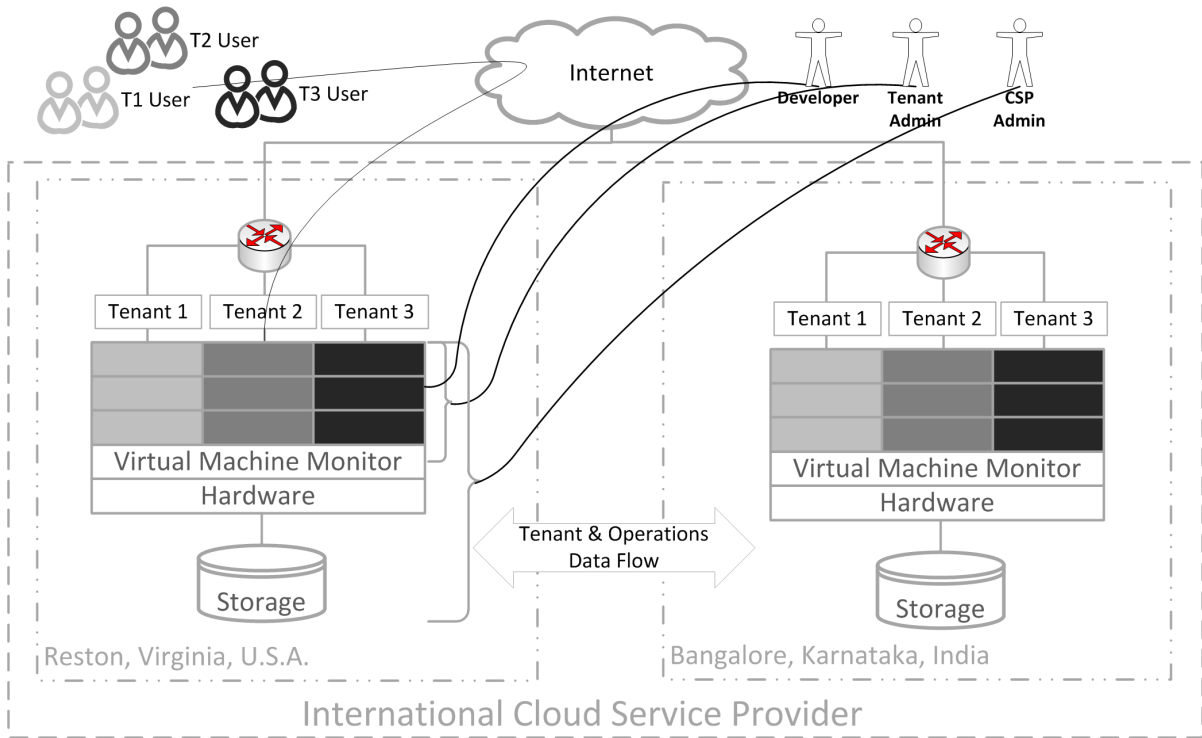 T2 User
T1 User
T3 User
Internet
Developer
Tenant
Admin
CSP
Admin
Tenant 1
Tenant 2
Tenant 3
Virtual Machine Monitor
Hardware
Storage
Reston, Virginia, U.S.A.
Tenant & Operations
Data Flow
Tenant 1
Tenant 2
Tenant 3
Virtual Machine Monitor
Hardware
Storage
Bangalore, Karnataka, India
International Cloud Service Provider